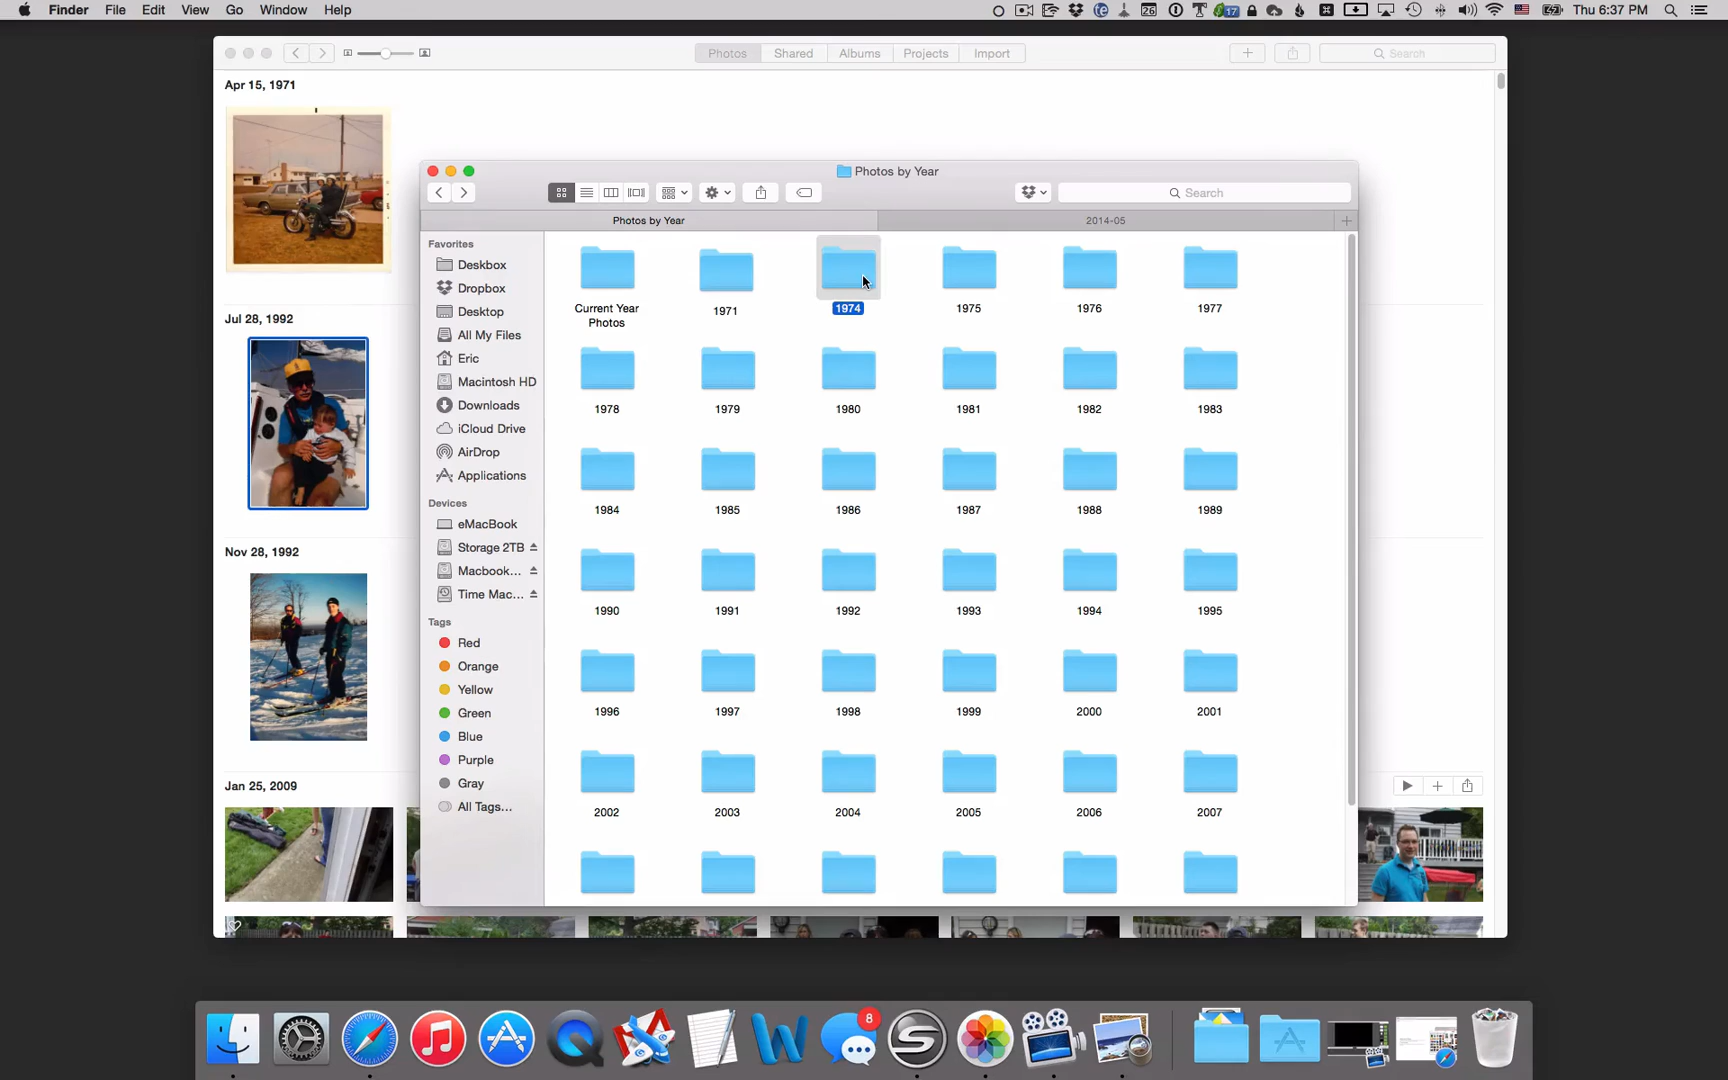 Finder File Edit View Go Window Help
26 17 Thu 6:37 PM
Photos Shared Albums Projects Import Search
Apr 15, 1971
Photos by Year
Search
Photos by Year 2014-05
Favorites
Deskbox
Dropbox
Desktop
All My Files
Eric
Macintosh HD
Downloads
iCloud Drive
AirDrop
Applications
Devices
eMacBook
Storage 2TB
Macbook...
Time Mac...
Tags
Red
Orange
Yellow
Green
Blue
Purple
Gray
All Tags...
Current Year
Photos
1971 1974 1975 1976 1977
1978 1979 1980 1981 1982 1983
1984 1985 1986 1987 1988 1989
1990 1991 1992 1993 1994 1995
1996 1997 1998 1999 2000 2001
2002 2003 2004 2005 2006 2007
Jul 28, 1992
Nov 28, 1992
Jan 25, 2009
8